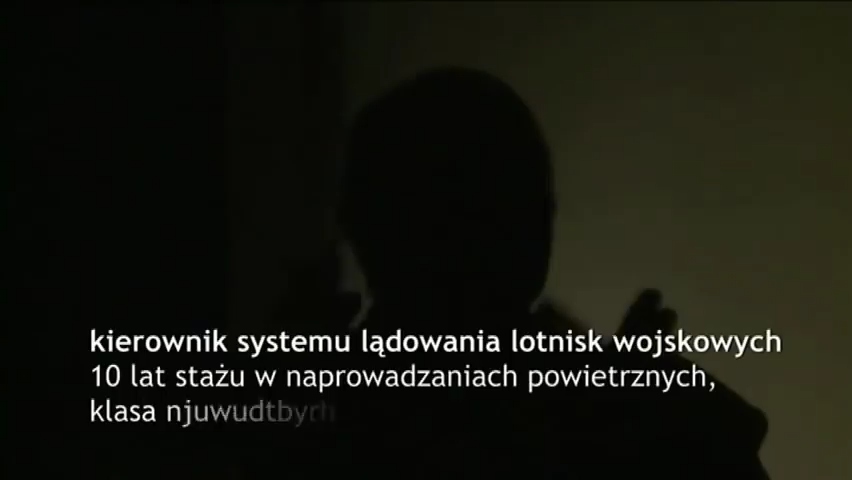 kierownik systemu lądowania lotnisk wojskowych
10 lat stażu w naprowadzaniach powietrznych,
klasa